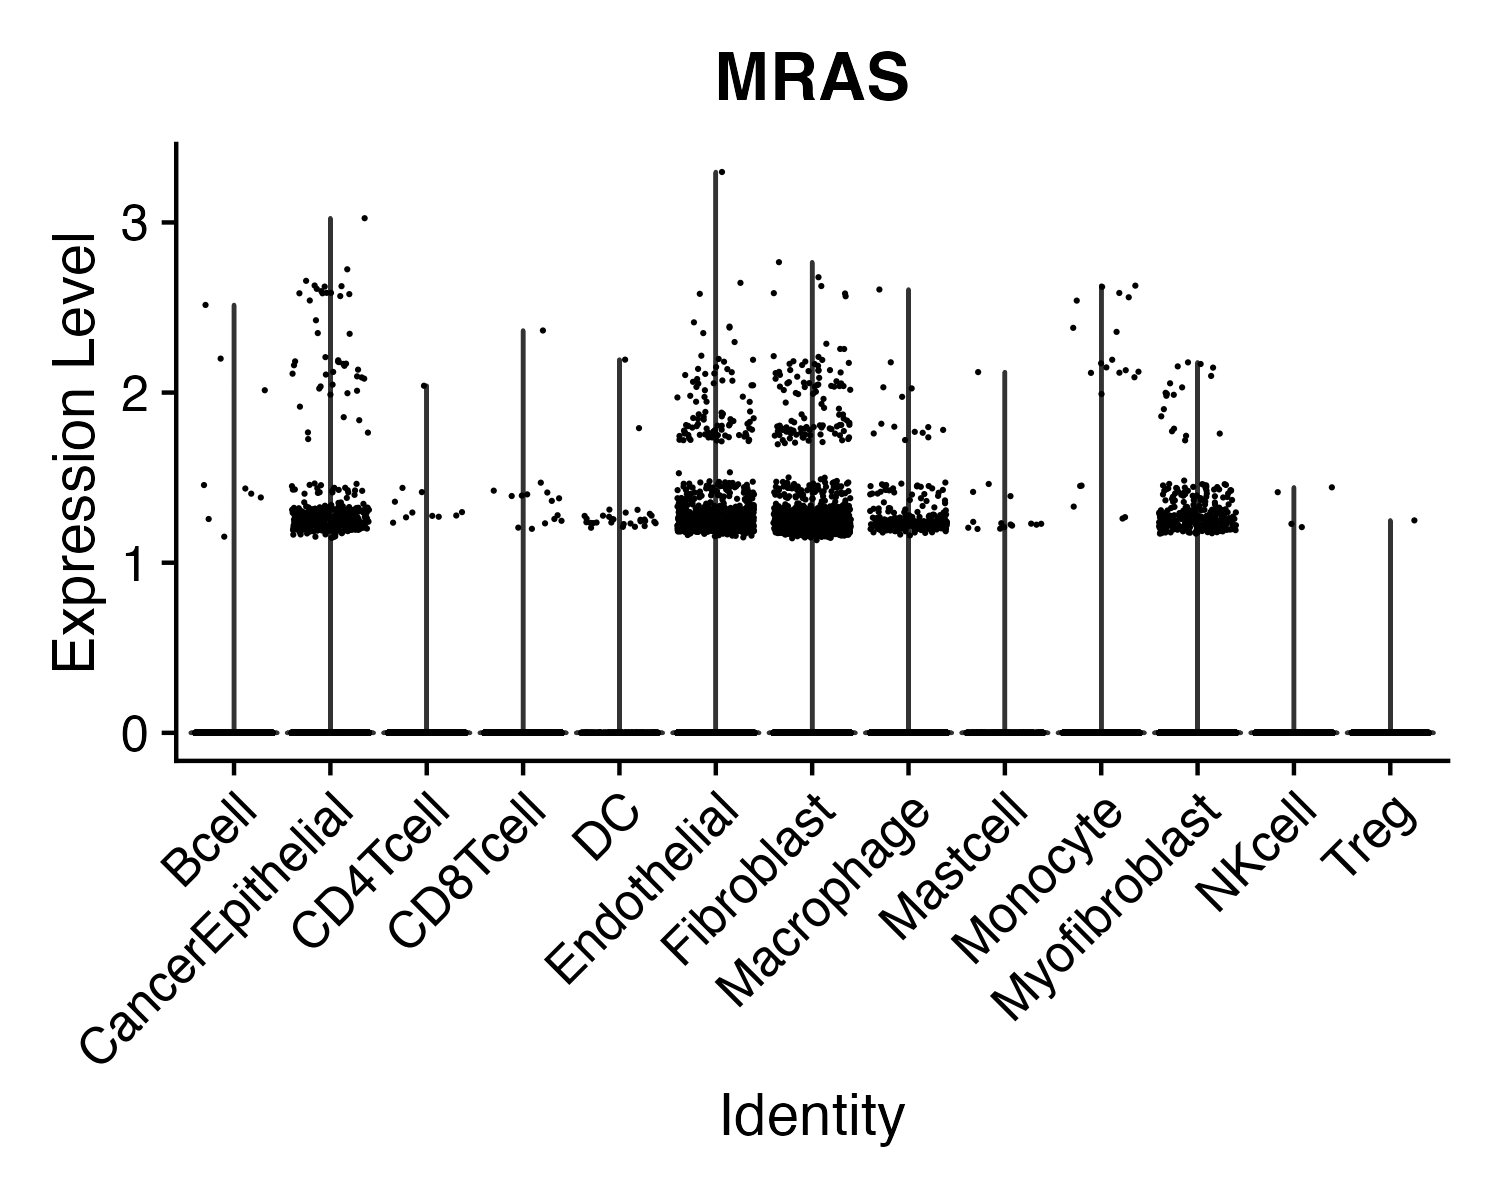 MRAS
Expression Level
3
2
1
0
Bcell
CancerEpithelial
CD4Tcell
CD8Tcell
DC
Endothelial
Fibroblast
Macrophage
Mastcell
Monocyte
Myofibroblast
NKcell
Treg
Identity